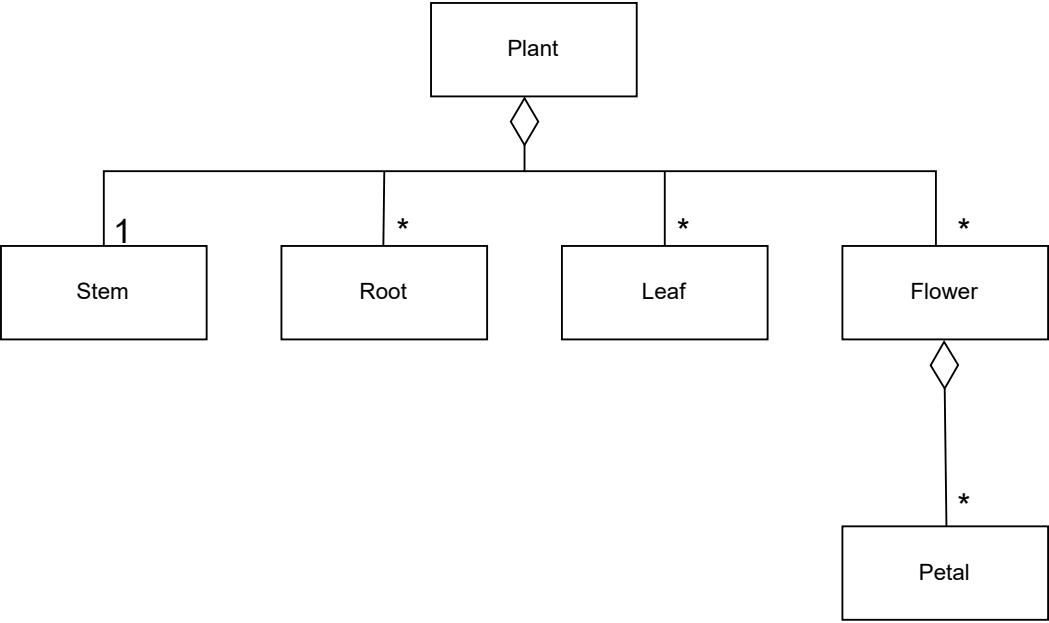 Plant
1
*
*
*
Stem
Root
Leaf
Flower
*
Petal